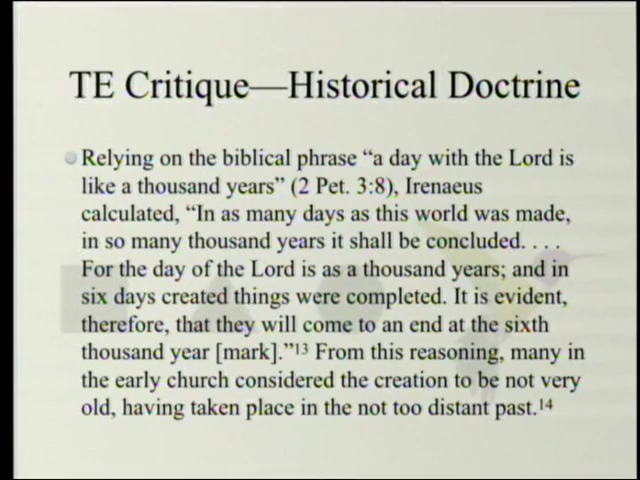 TE Critique—Historical Doctrine
Relying on the biblical phrase “a day with the Lord is
like a thousand years” (2 Pet. 3:8), Irenaeus
calculated, “In as many days as this world was made,
in so many thousand years it shall be concluded. . . .
For the day of the Lord is as a thousand years; and in
six days created things were completed. It is evident,
therefore, that they will come to an end at the sixth
thousand year [mark].”13 From this reasoning, many in
the early church considered the creation to be not very
old, having taken place in the not too distant past.14